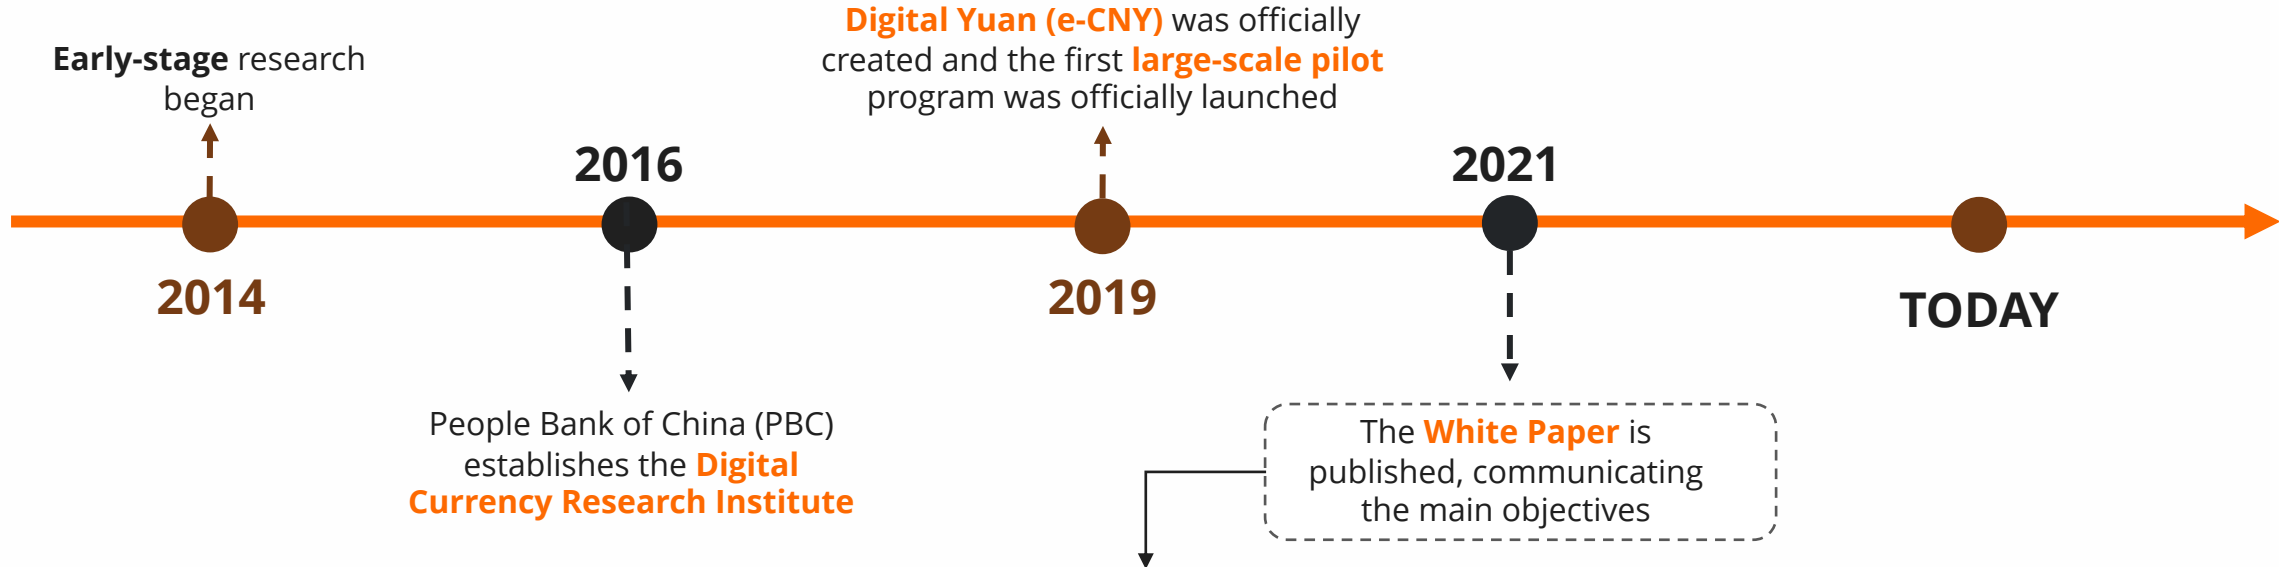 Early-stage research
began
2014
2016
People Bank of China (PBC)
establishes the Digital
Currency Research Institute
Digital Yuan (e-CNY) was officially
created and the first large-scale pilot
program was officially launched
2019
2021
The White Paper is
published, communicating
the main objectives
TODAY